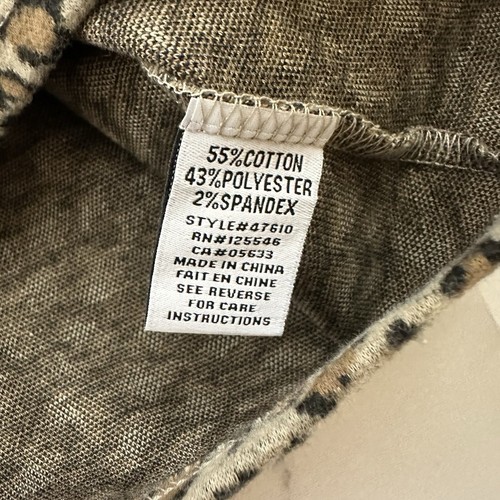 55%COTTON
43%POLYESTER
2%SPANDEX
STYLE#47610
RN#125546
CA#05633
MADE IN CHINA
FAIT EN CHINE
SEE REVERSE
FOR CARE
INSTRUCTIONS